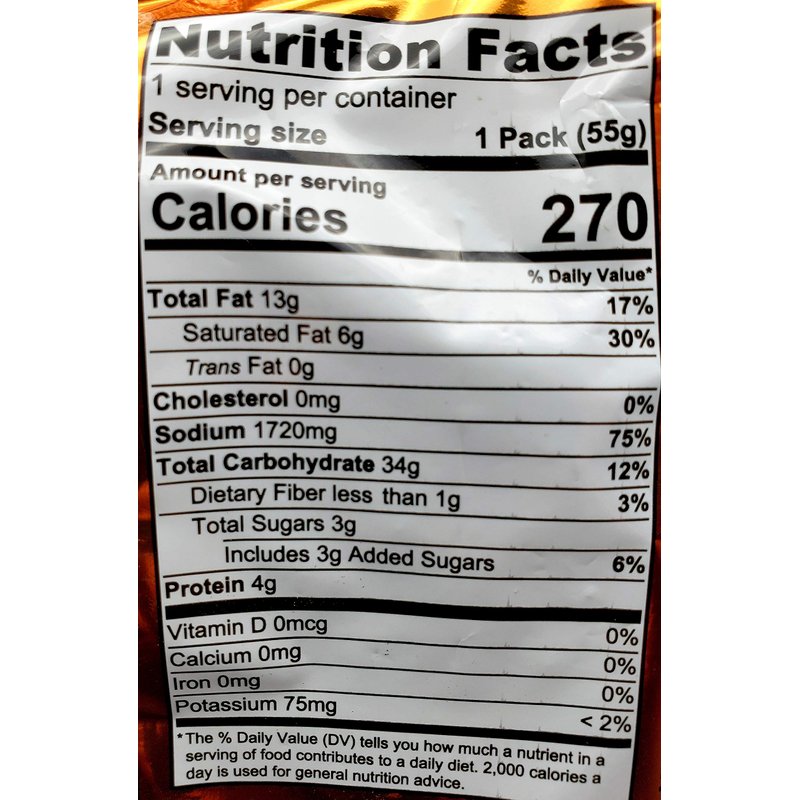 Nutrition Facts
1 serving per container
Serving size 1 Pack (55g)
Amount per serving
Calories 270
% Daily Value*
Total Fat 13g 17%
Saturated Fat 6g 30%
Trans Fat 0g
Cholesterol 0mg 0%
Sodium 1720mg 75%
Total Carbohydrate 34g 12%
Dietary Fiber less than 1g 3%
Total Sugars 3g
Includes 3g Added Sugars 6%
Protein 4g
Vitamin D 0mcg 0%
Calcium 0mg 0%
Iron 0mg 0%
Potassium 75mg < 2%
*The % Daily Value (DV) tells you how much a nutrient in a
serving of food contributes to a daily diet. 2,000 calories a
day is used for general nutrition advice.